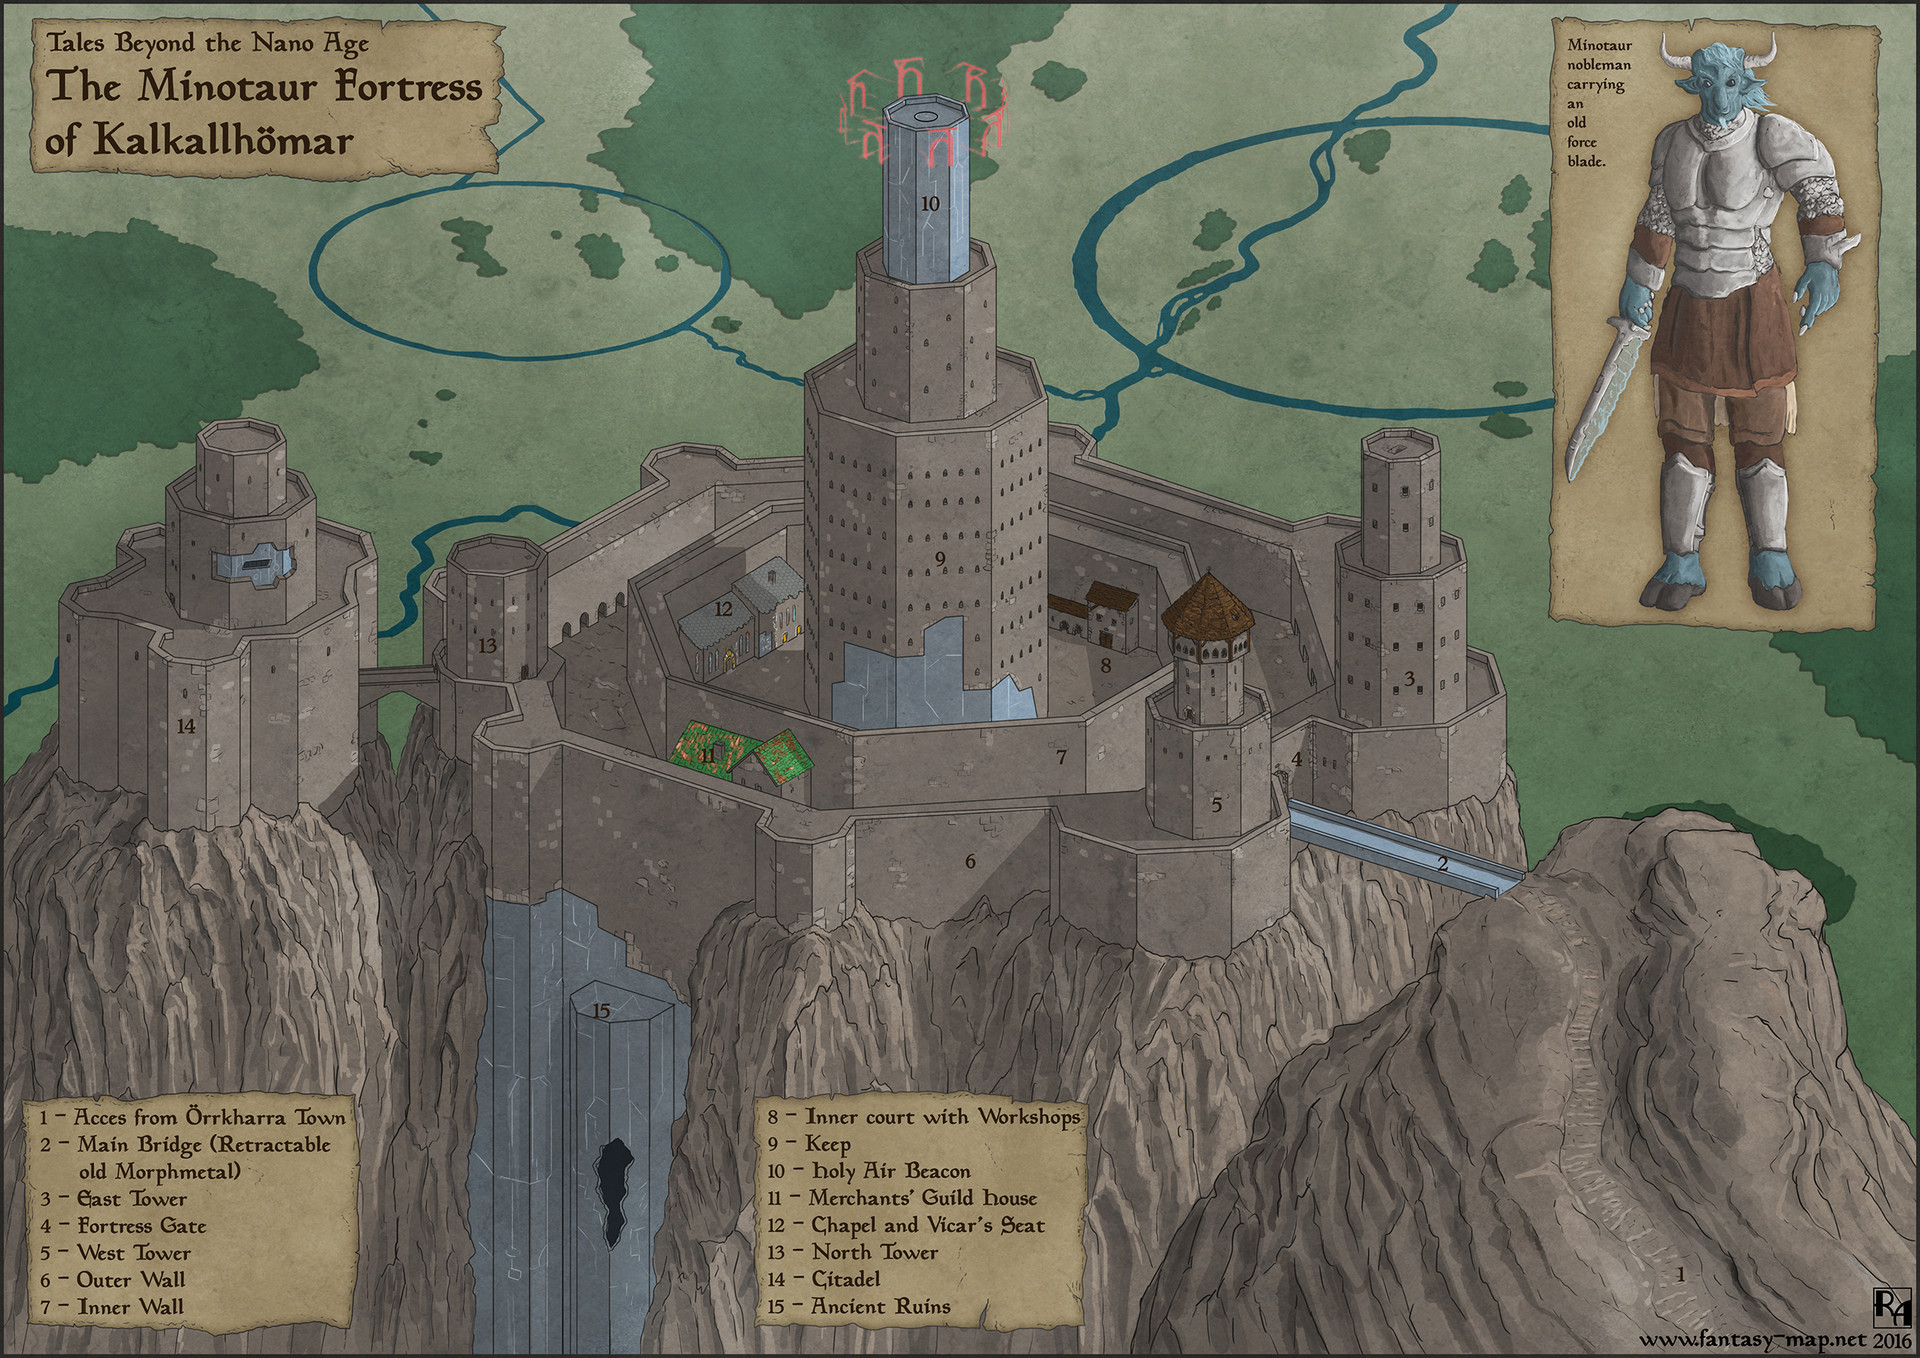 Tales Beyond the Nano Age
The Minotaur Fortress
of Kalkallhömar
Minotaur
nobleman
carrying
an
old
force
blade.
10
9
12
13
8
3
14
11
7
4
5
2
6
15
1
1 - Acces from Örrkharra Town
2 - Main Bridge (Retractable
old Morphmetal)
3 - East Tower
4 - Fortress Gate
5 - West Tower
6 - Outer Wall
7 - Inner Wall
8 - Inner court with Workshops
9 - Keep
10 - Holy Air Beacon
11 - Merchants' Guild House
12 - Chapel and Vicar's Seat
13 - North Tower
14 - Citadel
15 - Ancient Ruins
RA
www.fantasy-map.net 2016